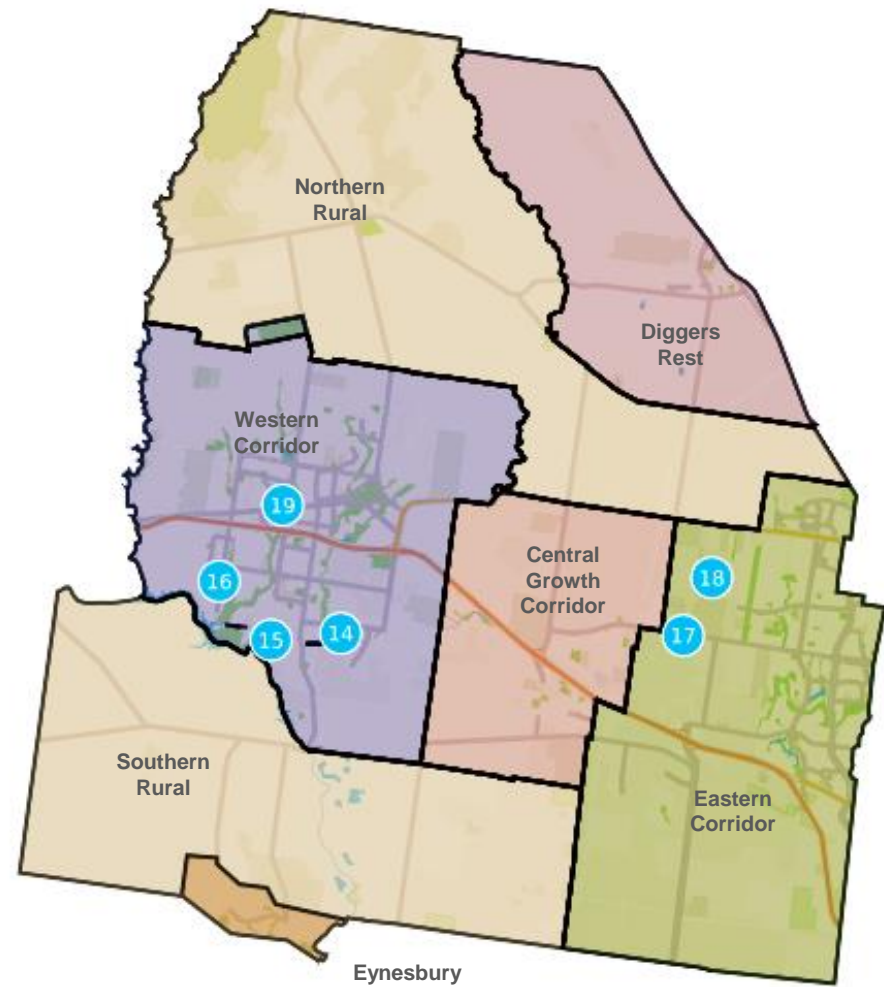 Northern
Rural
Diggers
Rest
Western
Corridor
19
Central
Growth
Corridor
16
18
15
14
17
Southern
Rural
Eastern
Corridor
Eynesbury